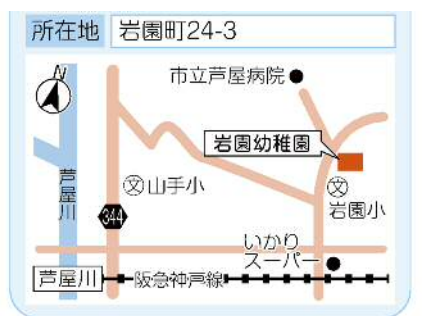 所在地 岩園町24-3
N
市立芦屋病院
岩園幼稚園
芦屋川
文山手小
文
岩園小
344
いかり
スーパー
芦屋川
阪急神戸線